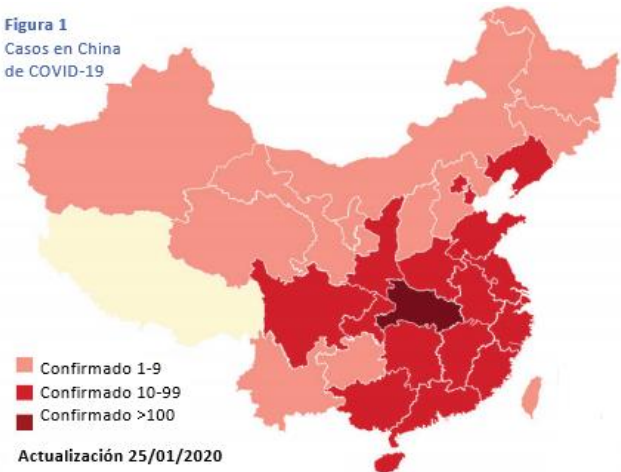 Figura 1
Casos en China
de COVID-19
Confirmado 1-9
Confirmado 10-99
Confirmado >100
Actualización 25/01/2020